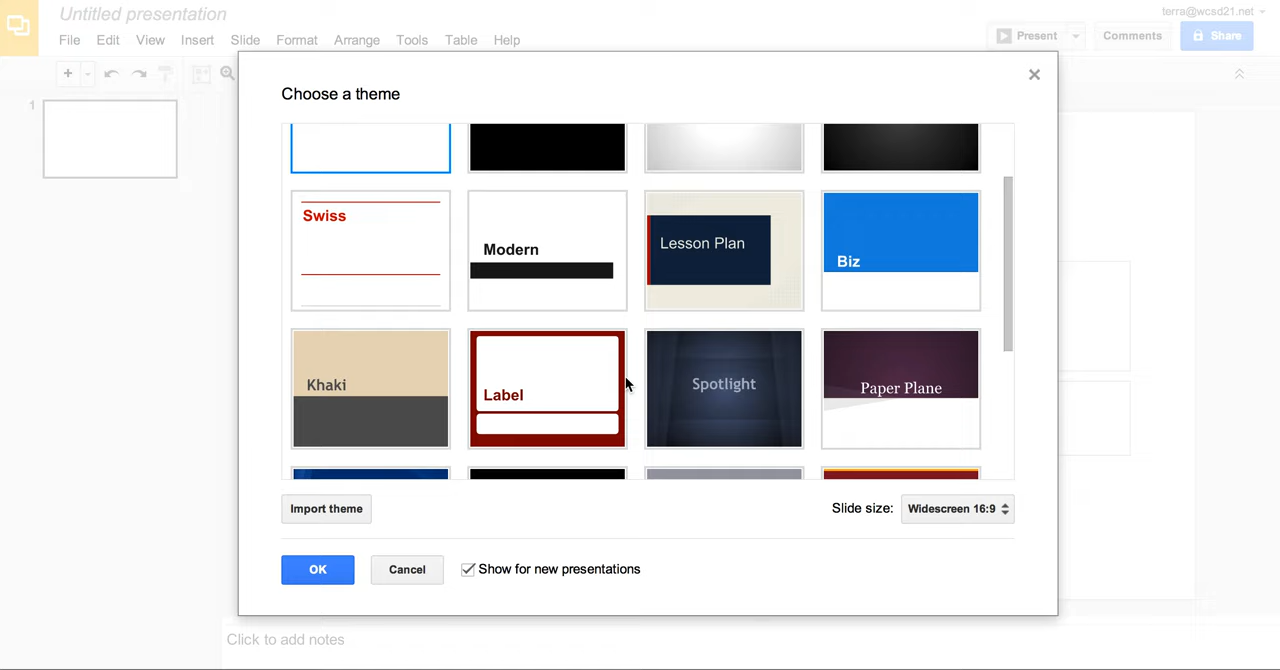 Untitled presentation
terra@wcsd21.net
File Edit View Insert Slide Format Arrange Tools Table Help
Present Comments Share
Choose a theme
1
Swiss
Modern
Lesson Plan
Biz
Khaki
Label
Spotlight
Paper Plane
Import theme
Slide size: Widescreen 16:9
OK Cancel Show for new presentations
Click to add notes